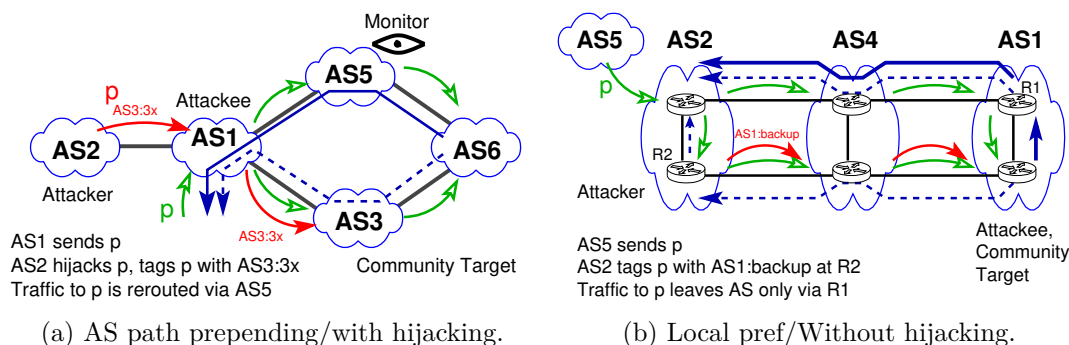 Monitor
AS5
p
AS3:3x
Attackee
AS2
AS1
AS6
Attacker
p
AS3:3x
AS3
AS1 sends p
AS2 hijacks p, tags p with AS3:3x
Community Target
Traffic to p is rerouted via AS5
(a) AS path prepending/with hijacking.
AS5
AS2
AS4
AS1
p
R1
AS1:backup
R2
Attacker
Attackee,
Community
Target
AS5 sends p
AS2 tags p with AS1:backup at R2
Traffic to p leaves AS only via R1
(b) Local pref/Without hijacking.